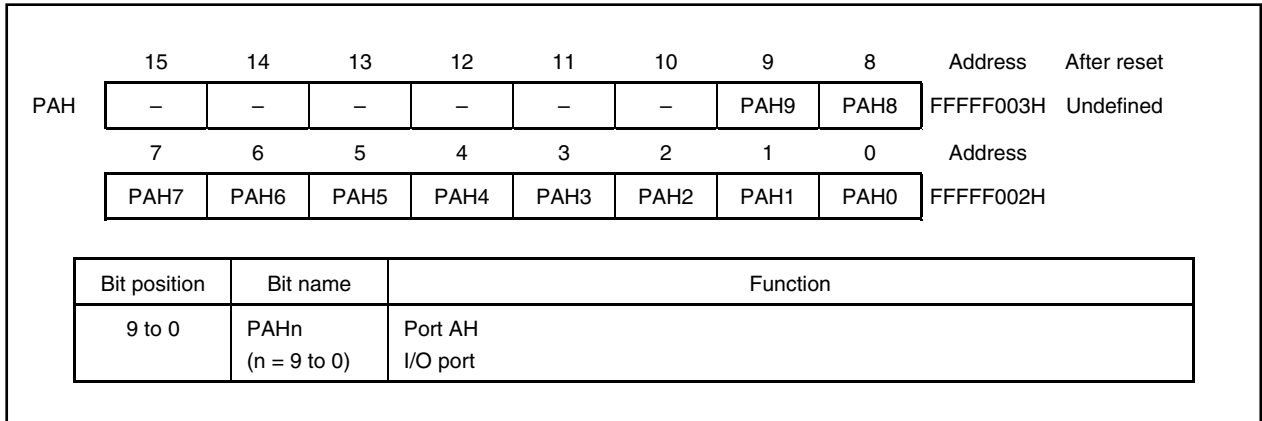 15 14 13 12 11 10 9 8 Address After reset
PAH – – – – – – PAH9 PAH8 FFFFF003H Undefined
7 6 5 4 3 2 1 0 Address
PAH7 PAH6 PAH5 PAH4 PAH3 PAH2 PAH1 PAH0 FFFFF002H
Bit position Bit name Function
9 to 0 PAHn Port AH
(n = 9 to 0) I/O port